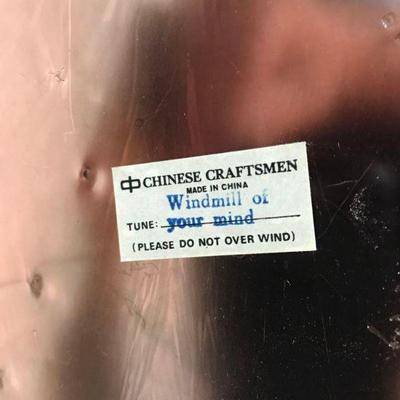 CHINESE CRAFTSMEN
MADE IN CHINA
Windmill of
TUNE: your mind
(PLEASE DO NOT OVER WIND)